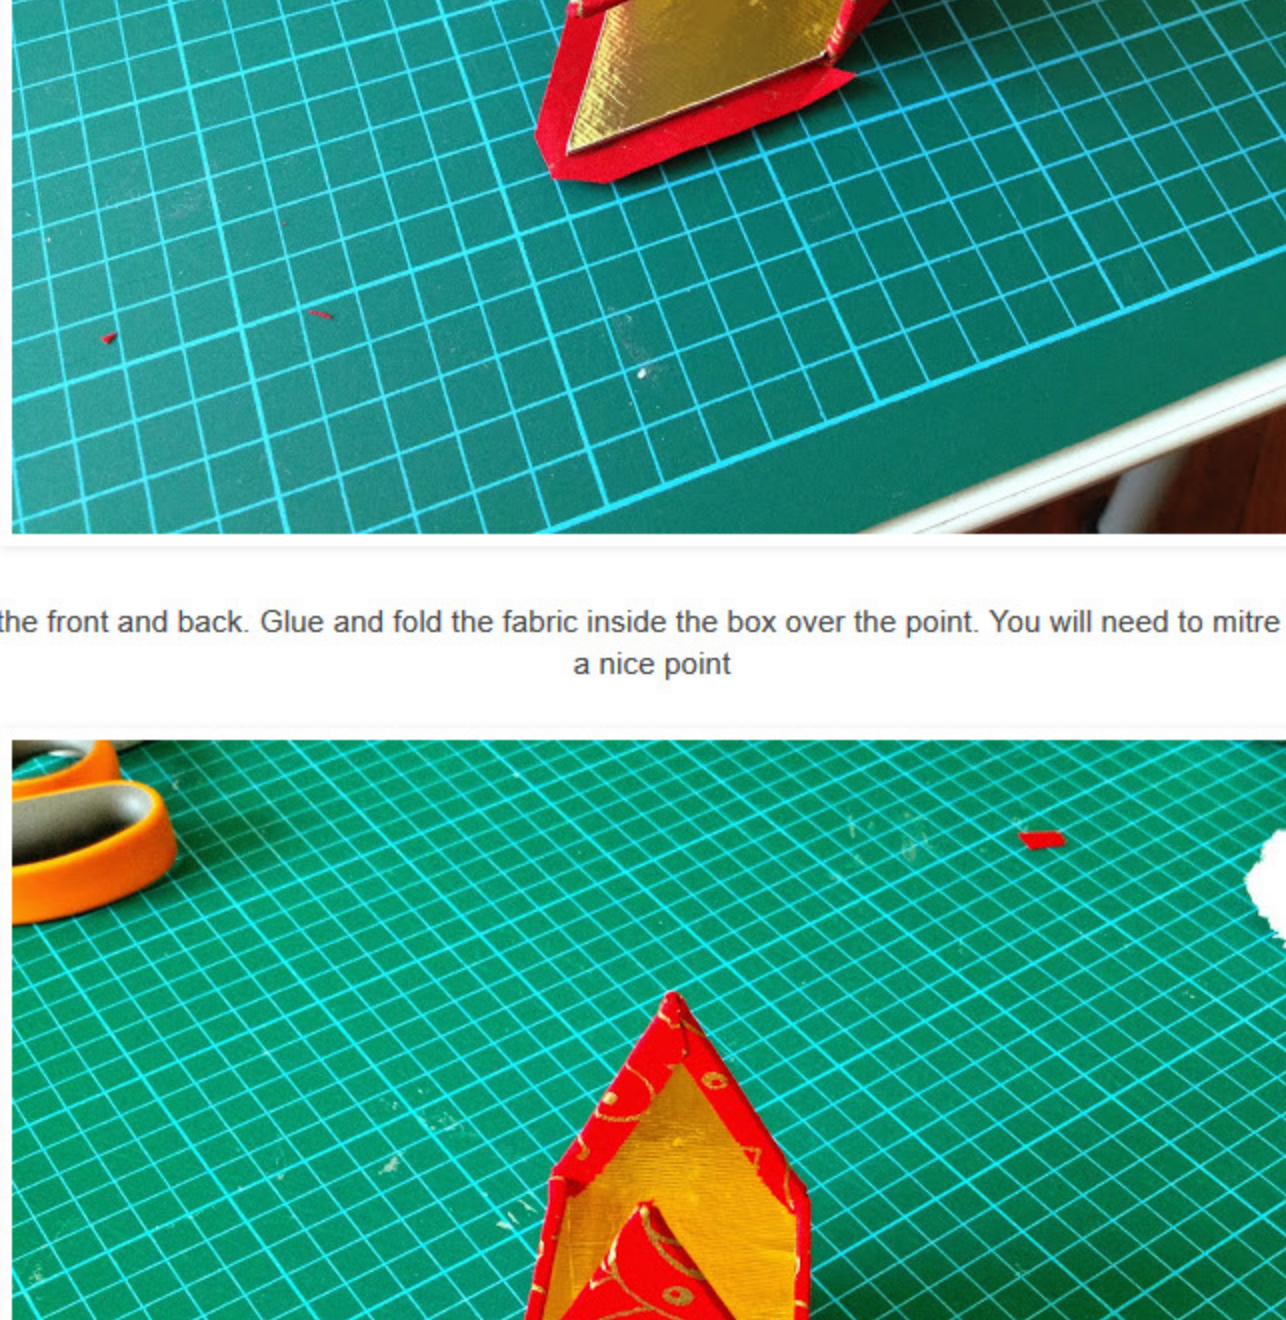 the front and back. Glue and fold the fabric inside the box over the point. You will need to mitre
a nice point